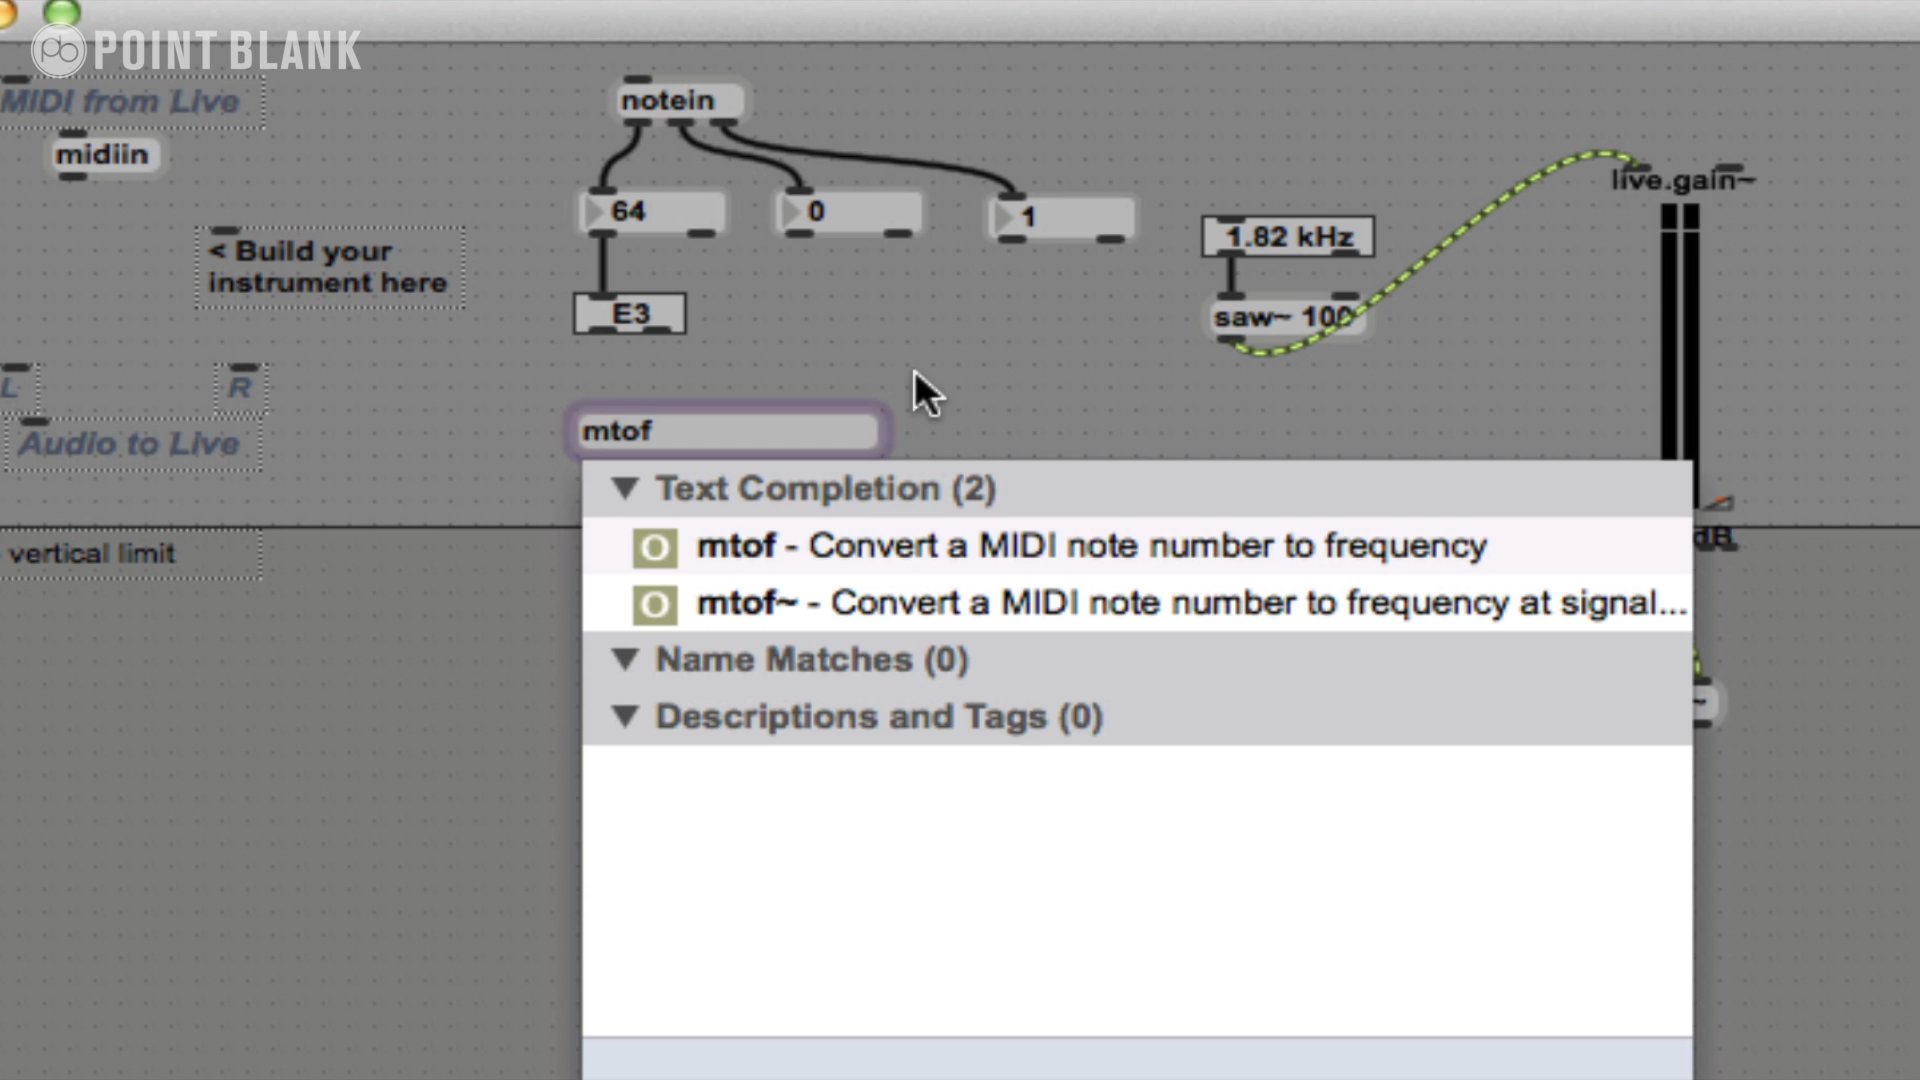 pb POINT BLANK
MIDI from Live
notein
midiin
live.gain~
64
0
1
1.82 kHz
< Build your
instrument here
E3
saw~ 100
L
R
mtof
Audio to Live
Text Completion (2)
mtof - Convert a MIDI note number to frequency
dB
vertical limit
mtof~ - Convert a MIDI note number to frequency at signal...
Name Matches (0)
~
Descriptions and Tags (0)